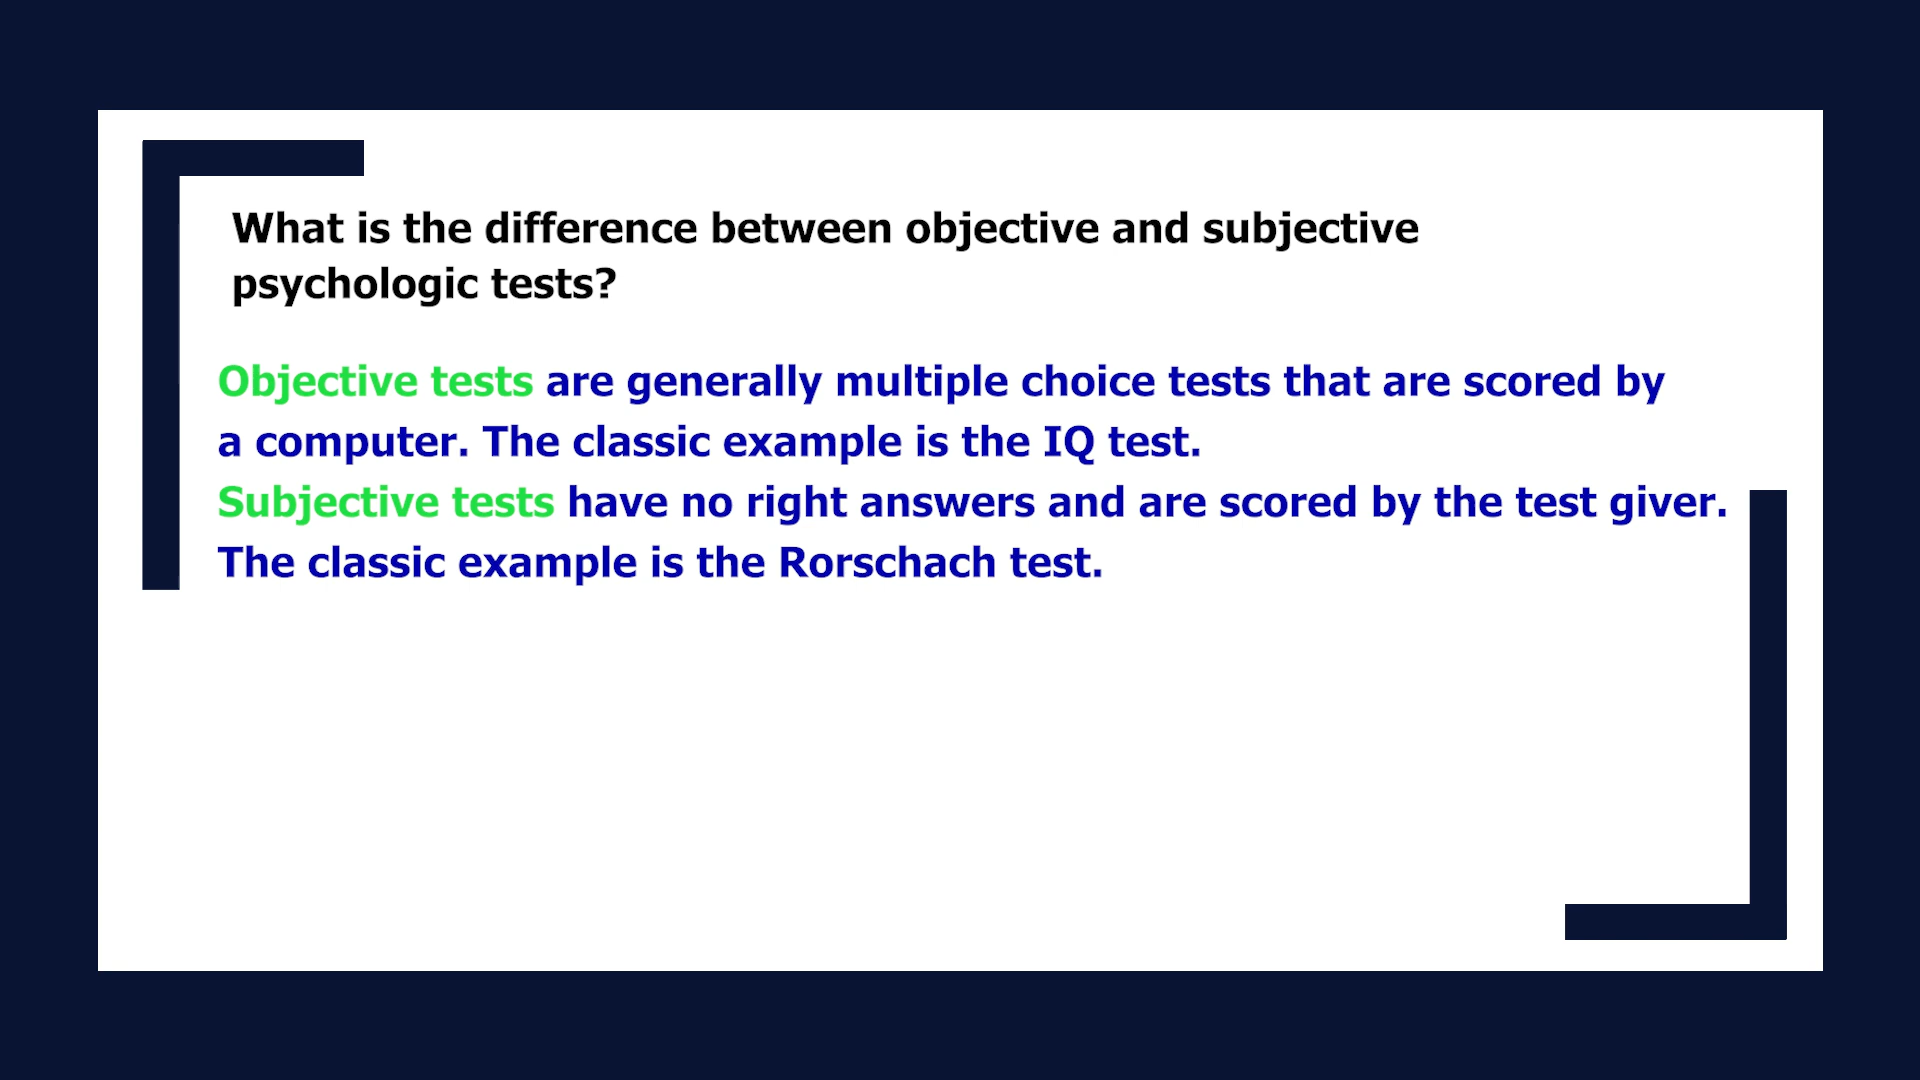 What is the difference between objective and subjective
psychologic tests?
Objective tests are generally multiple choice tests that are scored by
a computer. The classic example is the IQ test.
Subjective tests have no right answers and are scored by the test giver.
The classic example is the Rorschach test.